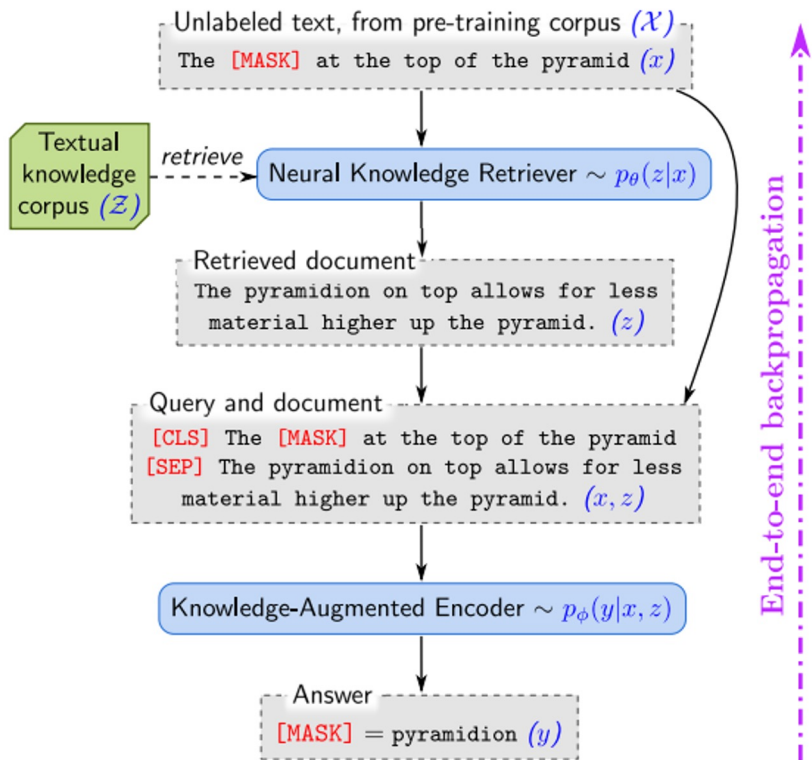 Unlabeled text, from pre-training corpus (𝒳)
The [MASK] at the top of the pyramid (x)
Textual
knowledge
corpus (𝒵)
retrieve
Neural Knowledge Retriever ∼ pθ(z|x)
Retrieved document
The pyramidion on top allows for less
material higher up the pyramid. (z)
Query and document
[CLS] The [MASK] at the top of the pyramid
[SEP] The pyramidion on top allows for less
material higher up the pyramid. (x, z)
Knowledge-Augmented Encoder ∼ pϕ(y|x, z)
Answer
[MASK] = pyramidion (y)
End-to-end backpropagation